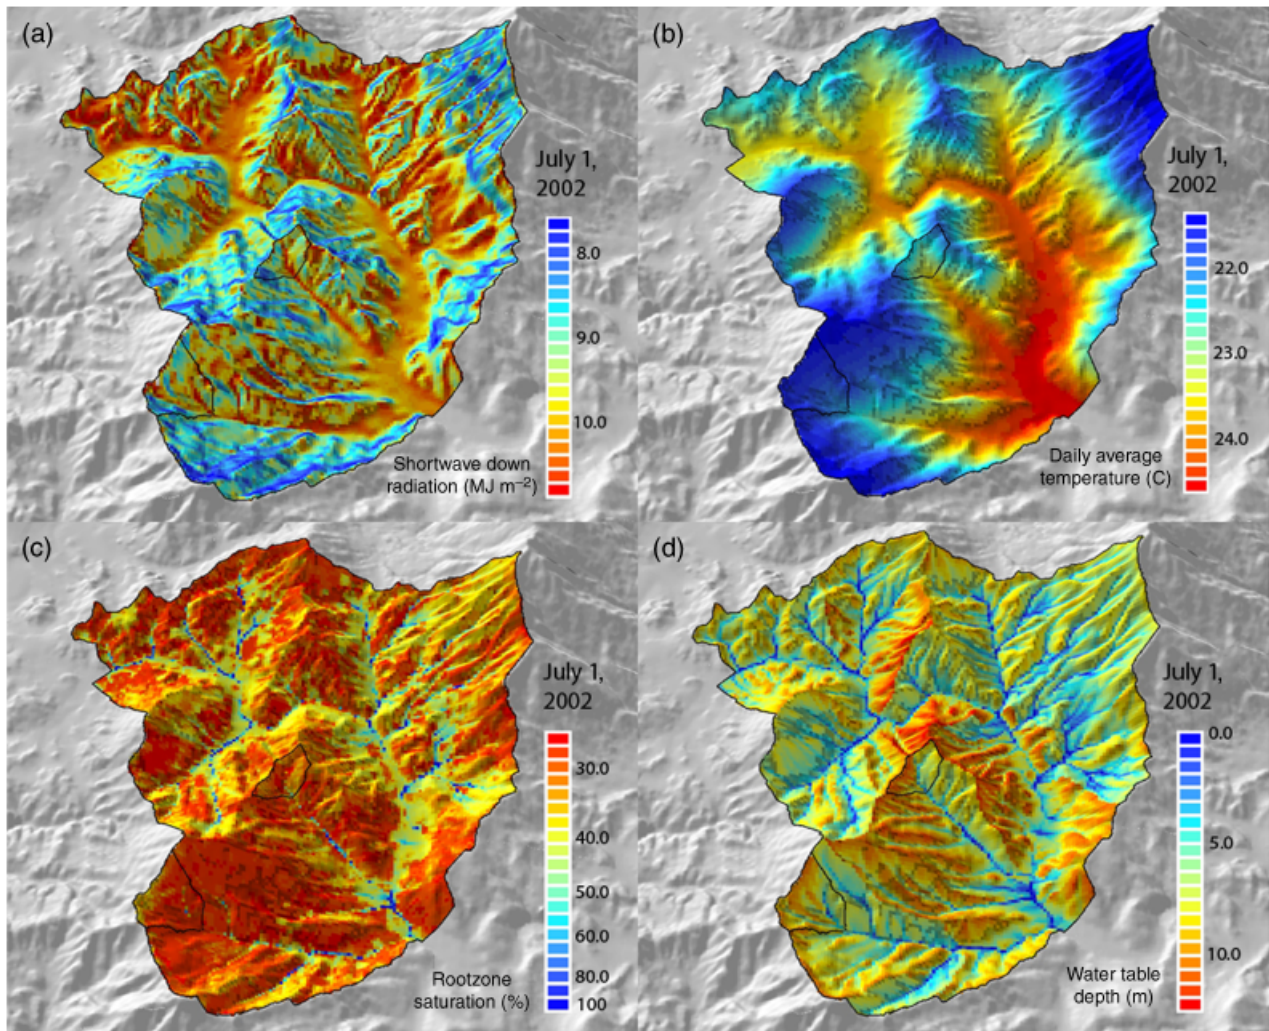 (a)
July 1,
2002
8.0
9.0
10.0
Shortwave down
radiation (MJ m⁻²)
(b)
July 1,
2002
22.0
23.0
24.0
Daily average
temperature (C)
(c)
July 1,
2002
30.0
40.0
50.0
60.0
80.0
100
Rootzone
saturation (%)
(d)
July 1,
2002
0.0
5.0
10.0
Water table
depth (m)